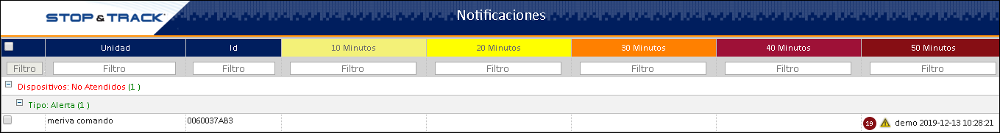 STOP & TRACK
Notificaciones
Unidad Id 10 Minutos 20 Minutos 30 Minutos 40 Minutos 50 Minutos
Filtro Filtro Filtro Filtro Filtro Filtro Filtro Filtro
Dispositivos: No Atendidos (1 )
Tipo: Alerta (1 )
meriva comando 0060037AB3 19 demo 2019-12-13 10:28:21